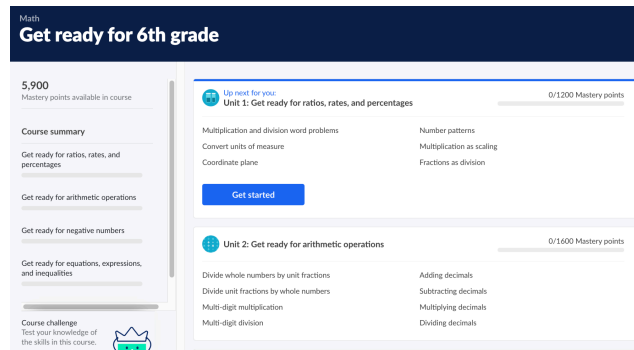 Math
Get ready for 6th grade
5,900
Mastery points available in course
Course summary
Get ready for ratios, rates, and
percentages
Get ready for arithmetic operations
Get ready for negative numbers
Get ready for equations, expressions,
and inequalities
Course challenge
Test your knowledge of
the skills in this course.
Up next for you:
Unit 1: Get ready for ratios, rates, and percentages
0/1200 Mastery points
Multiplication and division word problems
Number patterns
Convert units of measure
Multiplication as scaling
Coordinate plane
Fractions as division
Get started
Unit 2: Get ready for arithmetic operations
0/1600 Mastery points
Divide whole numbers by unit fractions
Adding decimals
Divide unit fractions by whole numbers
Subtracting decimals
Multi-digit multiplication
Multiplying decimals
Multi-digit division
Dividing decimals